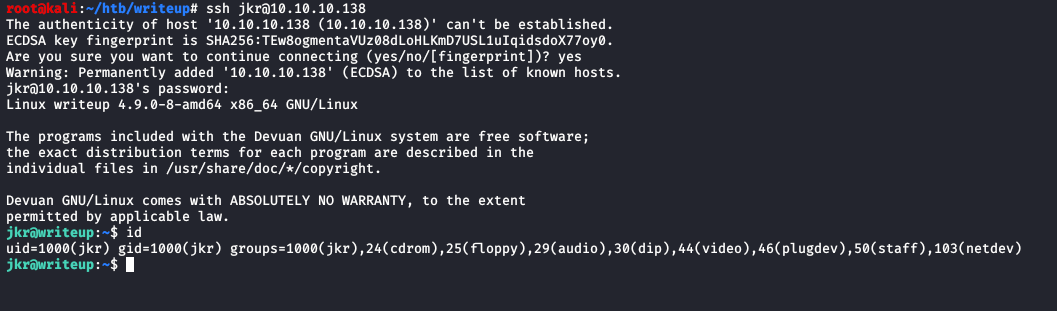 root@kali:~/htb/writeup# ssh jkr@10.10.10.138
The authenticity of host '10.10.10.138 (10.10.10.138)' can't be established.
ECDSA key fingerprint is SHA256:TEw8ogmentaVUz08dLoHLKmD7USL1uIqidsdoX77oy0.
Are you sure you want to continue connecting (yes/no/[fingerprint])? yes
Warning: Permanently added '10.10.10.138' (ECDSA) to the list of known hosts.
jkr@10.10.10.138's password:
Linux writeup 4.9.0-8-amd64 x86_64 GNU/Linux
The programs included with the Devuan GNU/Linux system are free software;
the exact distribution terms for each program are described in the
individual files in /usr/share/doc/*/copyright.
Devuan GNU/Linux comes with ABSOLUTELY NO WARRANTY, to the extent
permitted by applicable law.
jkr@writeup:~$ id
uid=1000(jkr) gid=1000(jkr) groups=1000(jkr),24(cdrom),25(floppy),29(audio),30(dip),44(video),46(plugdev),50(staff),103(netdev)
jkr@writeup:~$